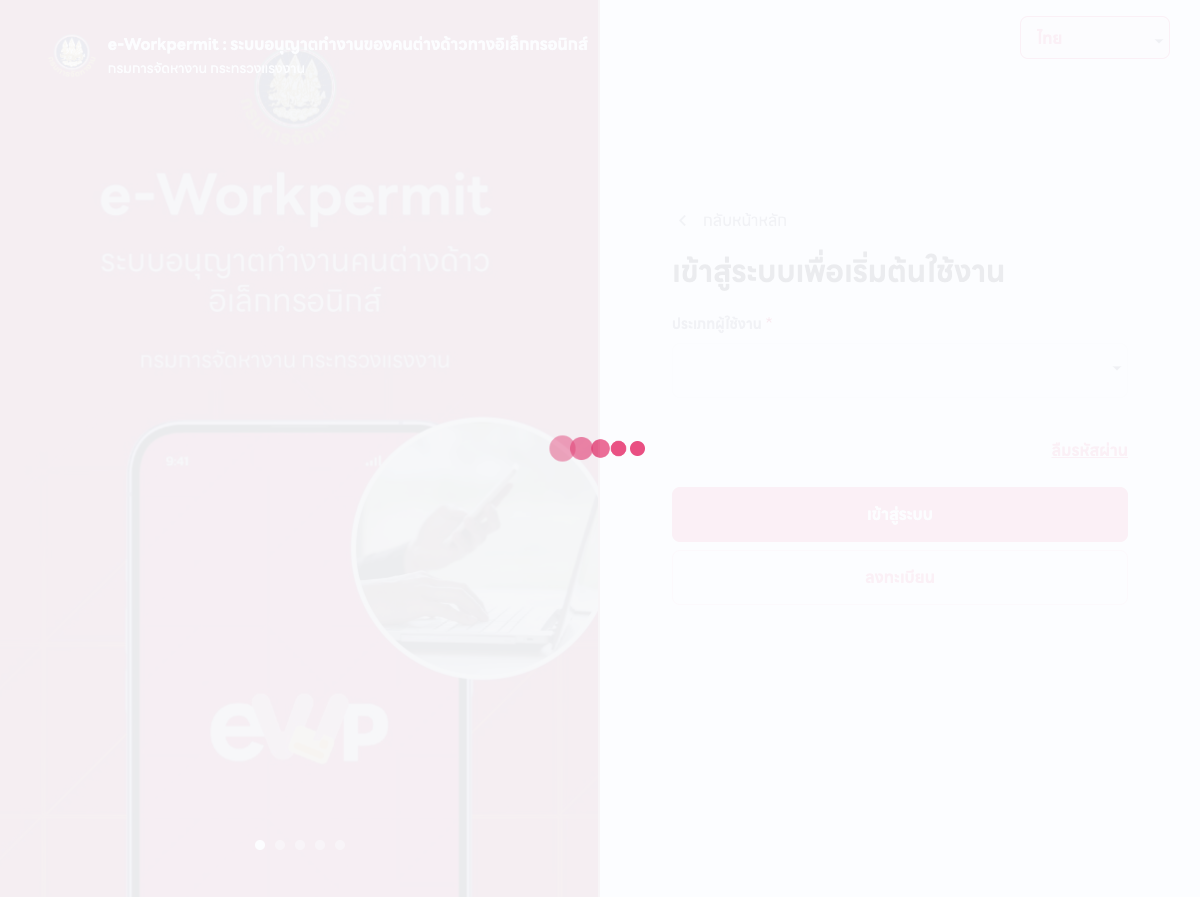 e-Workpermit : ระบบอนุญาตทำงานของคนต่างด้าวทางอิเล็กทรอนิกส์
กรมการจัดหางาน กระทรวงแรงงาน
e-Workpermit
ระบบอนุญาตทำงานคนต่างด้าว
อิเล็กทรอนิกส์
กรมการจัดหางาน กระทรวงแรงงาน
9:41
eWp
ไทย
กลับหน้าหลัก
เข้าสู่ระบบเพื่อเริ่มต้นใช้งาน
ประเภทผู้ใช้งาน *
ลืมรหัสผ่าน
เข้าสู่ระบบ
ลงทะเบียน